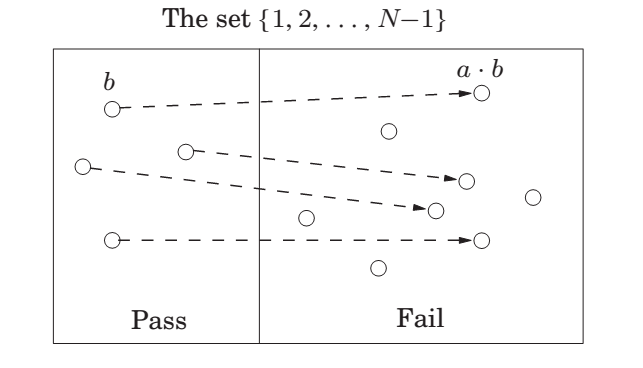 The set {1, 2, . . . , N−1}
b
a · b
Pass
Fail